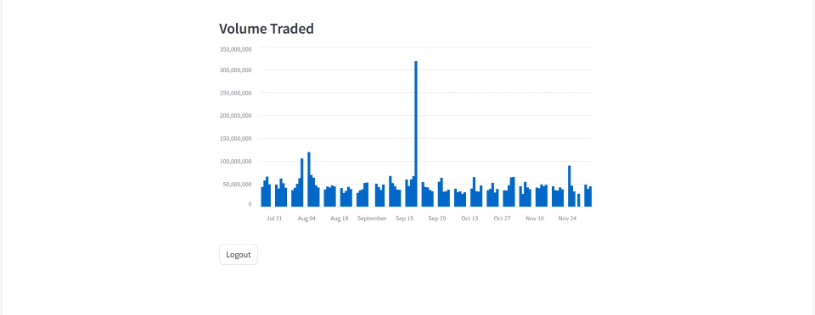 Volume Traded
350,000,000
300,000,000
250,000,000
200,000,000
150,000,000
100,000,000
50,000,000
0
Jul 21 Aug 04 Aug 18 September Sep 15 Sep 29 Oct 13 Oct 27 Nov 10 Nov 24
Logout